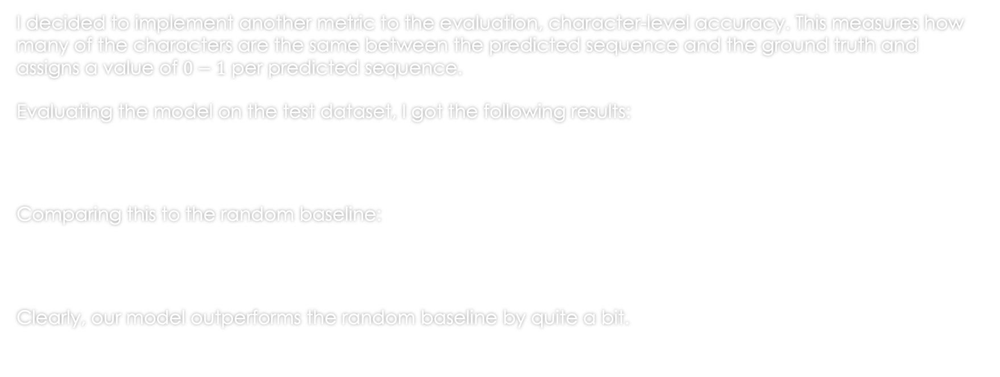 I decided to implement another metric to the evaluation, character-level accuracy. This measures how
many of the characters are the same between the predicted sequence and the ground truth and
assigns a value of 0 – 1 per predicted sequence.
Evaluating the model on the test dataset, I got the following results:
Comparing this to the random baseline:
Clearly, our model outperforms the random baseline by quite a bit.